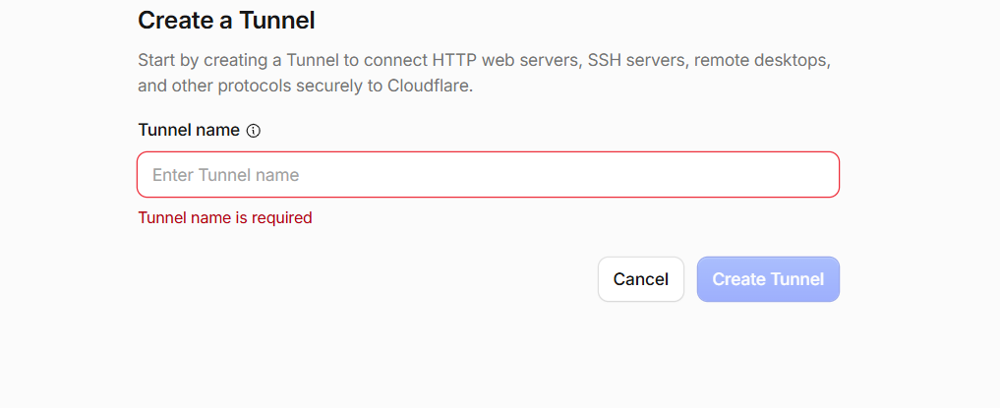 Create a Tunnel
Start by creating a Tunnel to connect HTTP web servers, SSH servers, remote desktops,
and other protocols securely to Cloudflare.
Tunnel name
Enter Tunnel name
Tunnel name is required
Cancel
Create Tunnel